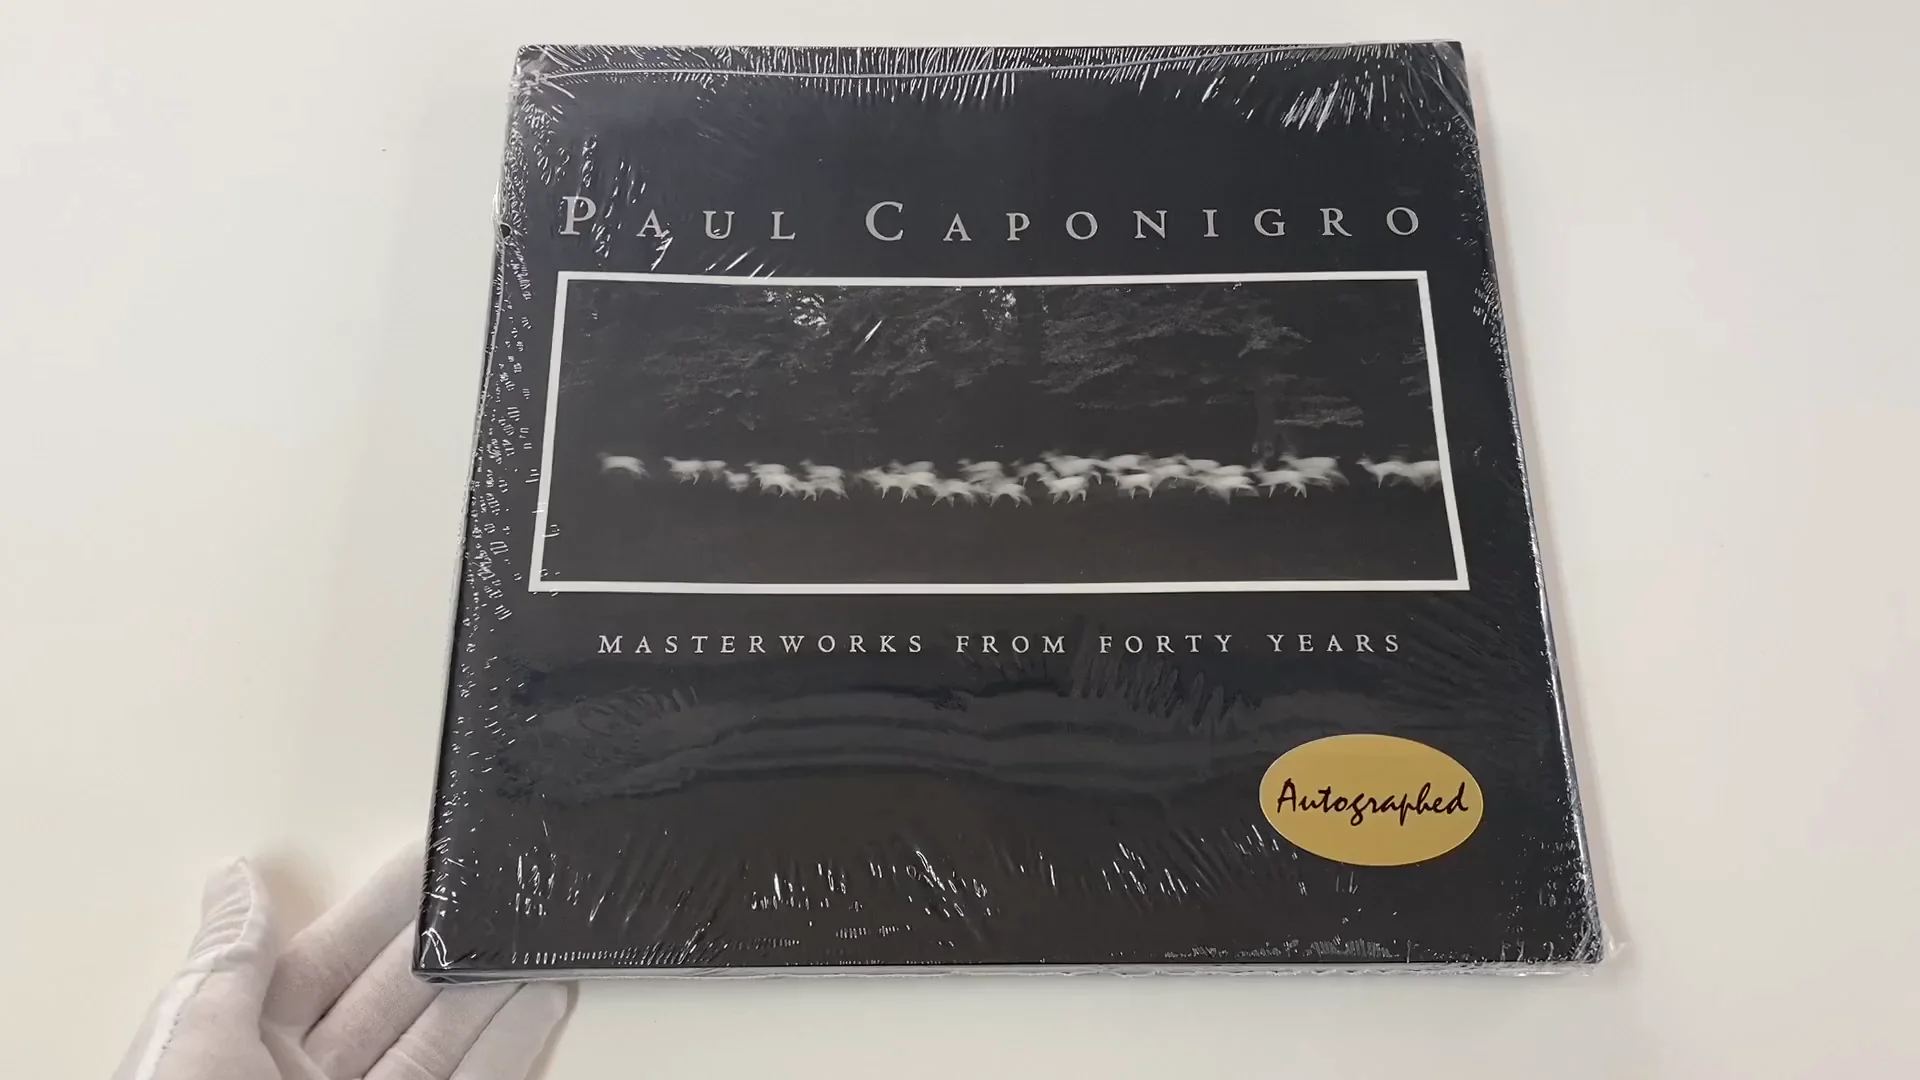 PAUL CAPONIGRO
MASTERWORKS FROM FORTY YEARS
Autographed